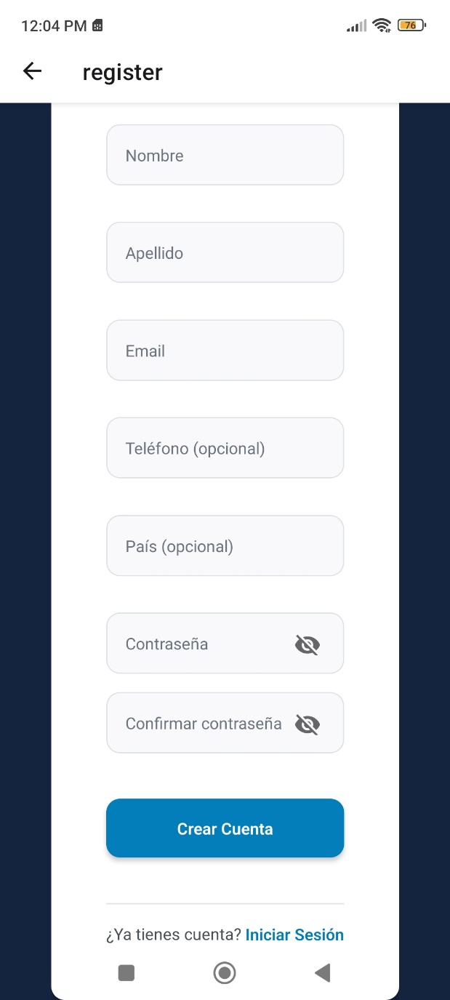 12:04 PM
76
register
Nombre
Apellido
Email
Teléfono (opcional)
País (opcional)
Contraseña
Confirmar contraseña
Crear Cuenta
¿Ya tienes cuenta? Iniciar Sesión